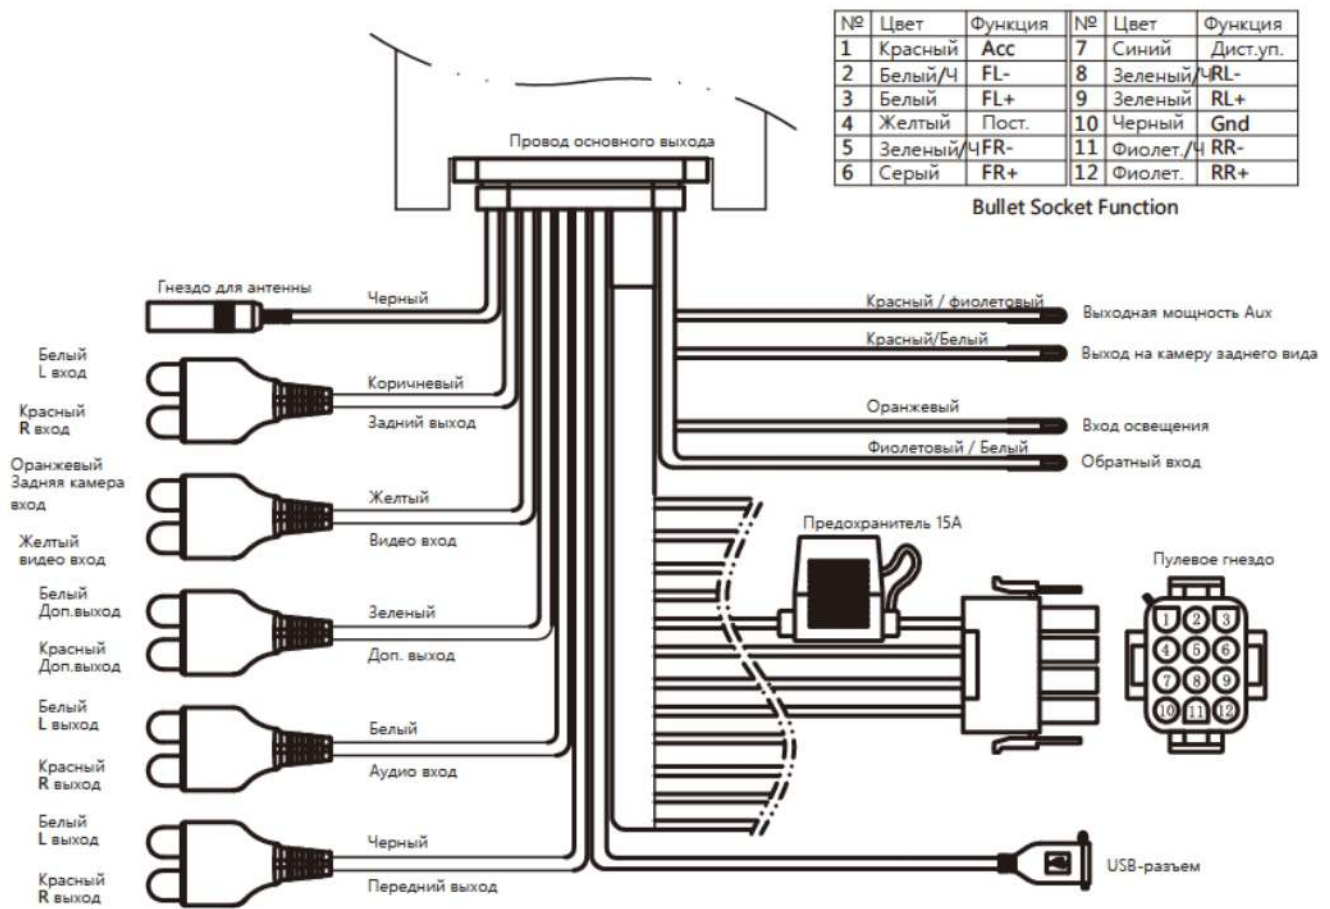 № Цвет Функция № Цвет Функция
1 Красный Acc 7 Синий Дист.уп.
2 Белый/Ч FL- 8 Зеленый/Ч RL-
3 Белый FL+ 9 Зеленый RL+
4 Желтый Пост. 10 Черный Gnd
5 Зеленый/Ч FR- 11 Фиолет./Ч RR-
6 Серый FR+ 12 Фиолет. RR+
Bullet Socket Function
Провод основного выхода
Гнездо для антенны
Черный
Белый
L вход
Красный
R вход
Коричневый
Задний выход
Оранжевый
Задняя камера
вход
Желтый
видео вход
Желтый
Видео вход
Белый
Доп.выход
Красный
Доп.выход
Зеленый
Доп. выход
Белый
L выход
Красный
R выход
Белый
Аудио вход
Белый
L выход
Красный
R выход
Черный
Передний выход
Красный / фиолетовый
Выходная мощность Aux
Красный/Белый
Выход на камеру заднего вида
Оранжевый
Вход освещения
Фиолетовый / Белый
Обратный вход
Предохранитель 15А
Пулевое гнездо
1 2 3
4 5 6
7 8 9
10 11 12
USB-разъем